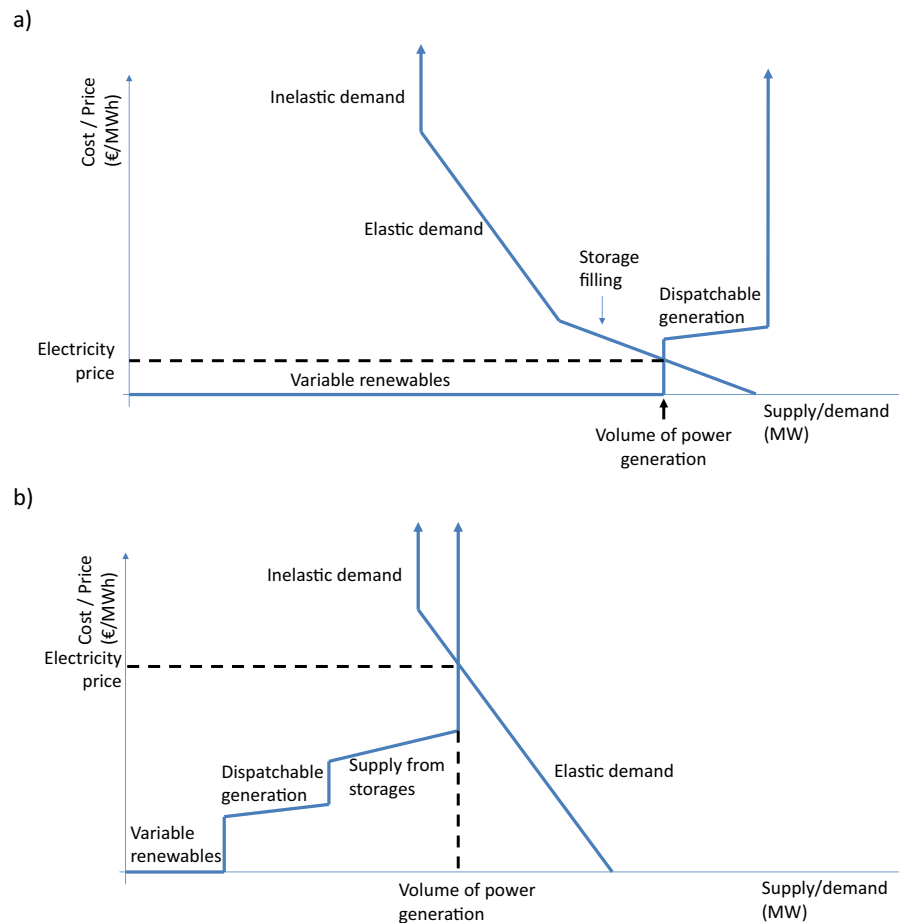 a)
Cost / Price
(€/MWh)
Inelastic demand
Elastic demand
Storage
filling
Dispatchable
generation
Electricity
price
Variable renewables
Supply/demand
(MW)
Volume of power
generation
b)
Cost / Price
(€/MWh)
Inelastic demand
Electricity
price
Dispatchable
generation
Supply from
storages
Elastic demand
Variable
renewables
Volume of power
generation
Supply/demand
(MW)